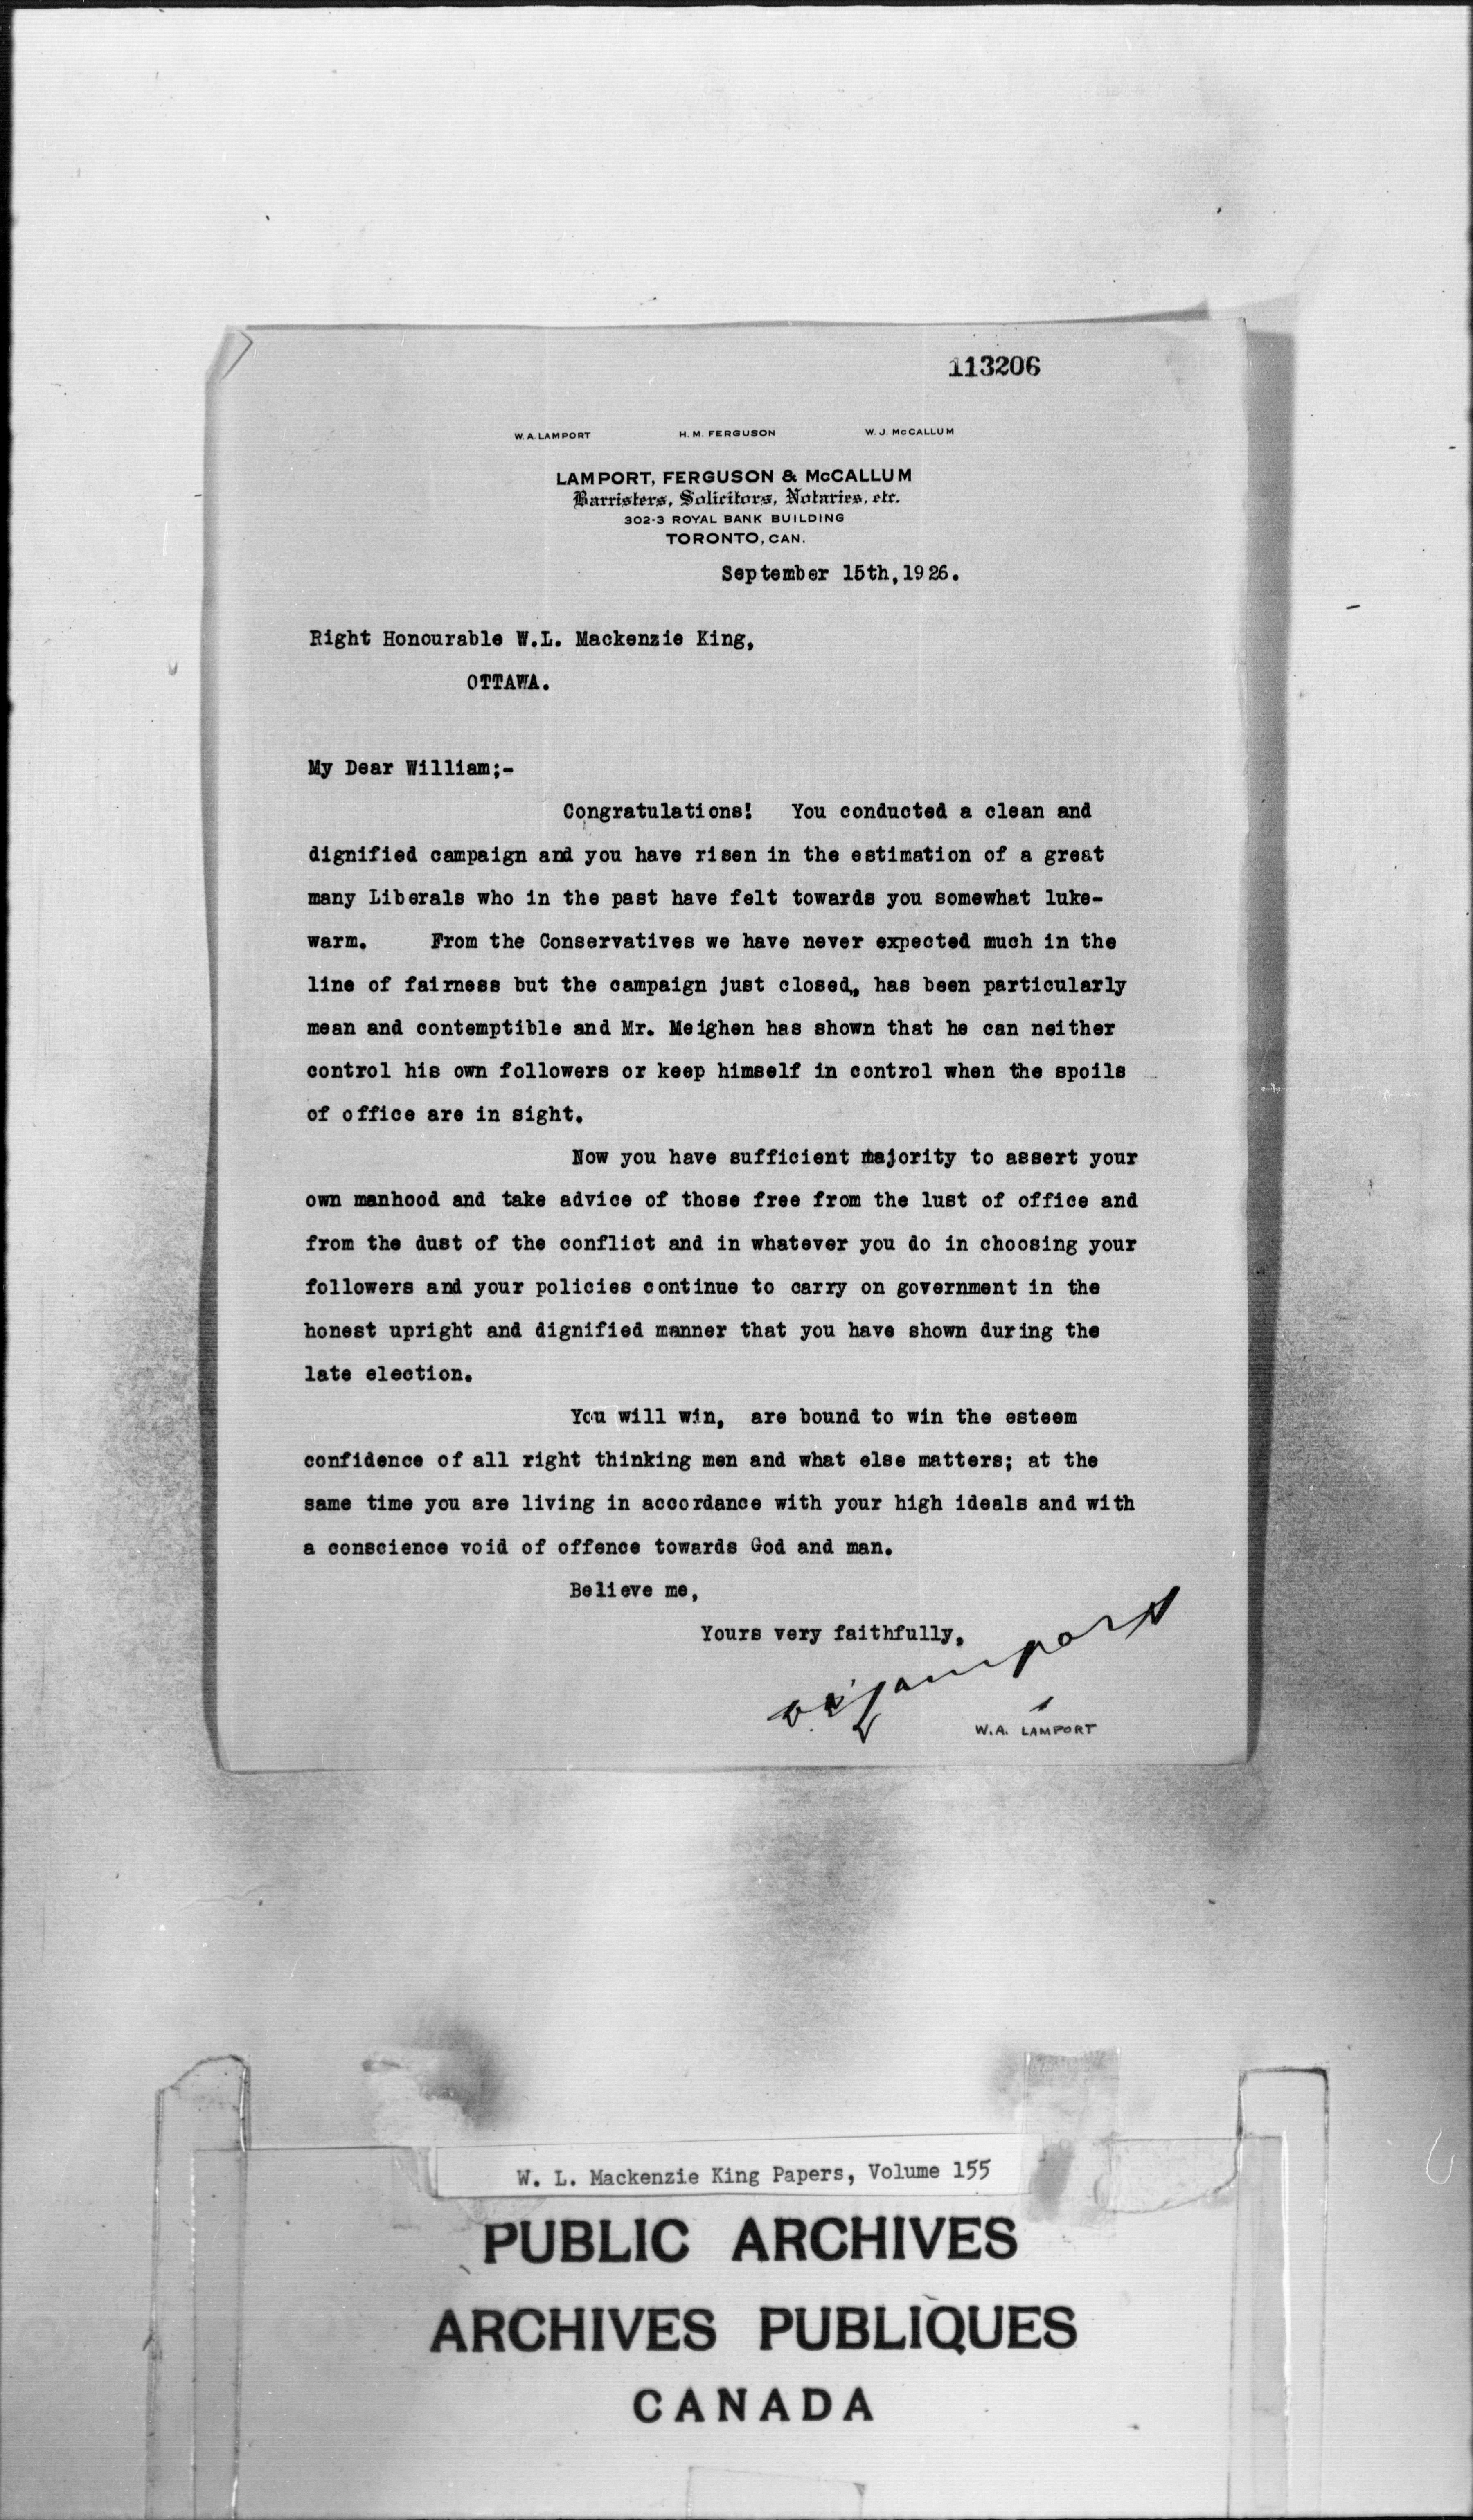 113206
W. A. LAMPORT H. M. FERGUSON W. J. McCALLUM
LAMPORT, FERGUSON & McCALLUM
Barristers, Solicitors, Notaries, etc.
302-3 ROYAL BANK BUILDING
TORONTO, CAN.
September 15th, 1926.
Right Honourable W.L. Mackenzie King,
OTTAWA.
My Dear William;-
Congratulations! You conducted a clean and
dignified campaign and you have risen in the estimation of a great
many Liberals who in the past have felt towards you somewhat luke-
warm. From the Conservatives we have never expected much in the
line of fairness but the campaign just closed, has been particularly
mean and contemptible and Mr. Meighen has shown that he can neither
control his own followers or keep himself in control when the spoils
of office are in sight.
Now you have sufficient majority to assert your
own manhood and take advice of those free from the lust of office and
from the dust of the conflict and in whatever you do in choosing your
followers and your policies continue to carry on government in the
honest upright and dignified manner that you have shown during the
late election.
You will win, are bound to win the esteem
confidence of all right thinking men and what else matters; at the
same time you are living in accordance with your high ideals and with
a conscience void of offence towards God and man.
Believe me,
Yours very faithfully,
W A Lamport
W.A. LAMPORT
W. L. Mackenzie King Papers, Volume 155
PUBLIC ARCHIVES
ARCHIVES PUBLIQUES
CANADA